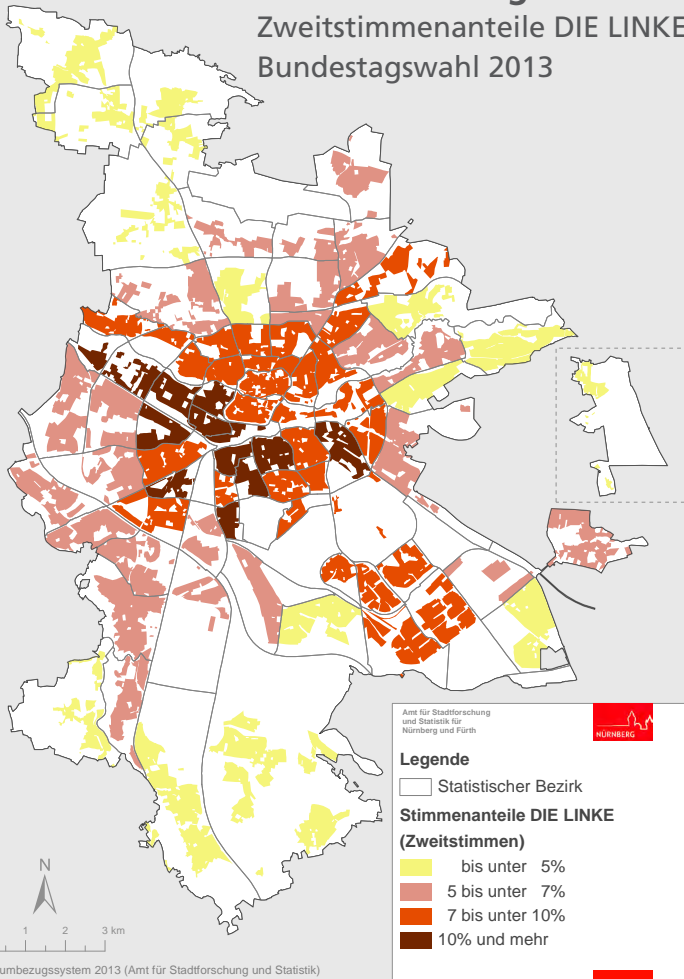 Zweitstimmenanteile DIE LINKE
Bundestagswahl 2013
Amt für Stadtforschung
und Statistik für
Nürnberg und Fürth
NÜRNBERG
Legende
Statistischer Bezirk
Stimmenanteile DIE LINKE
(Zweitstimmen)
bis unter 5%
5 bis unter 7%
7 bis unter 10%
10% und mehr
N
1 2 3 km
umbezugssystem 2013 (Amt für Stadtforschung und Statistik)